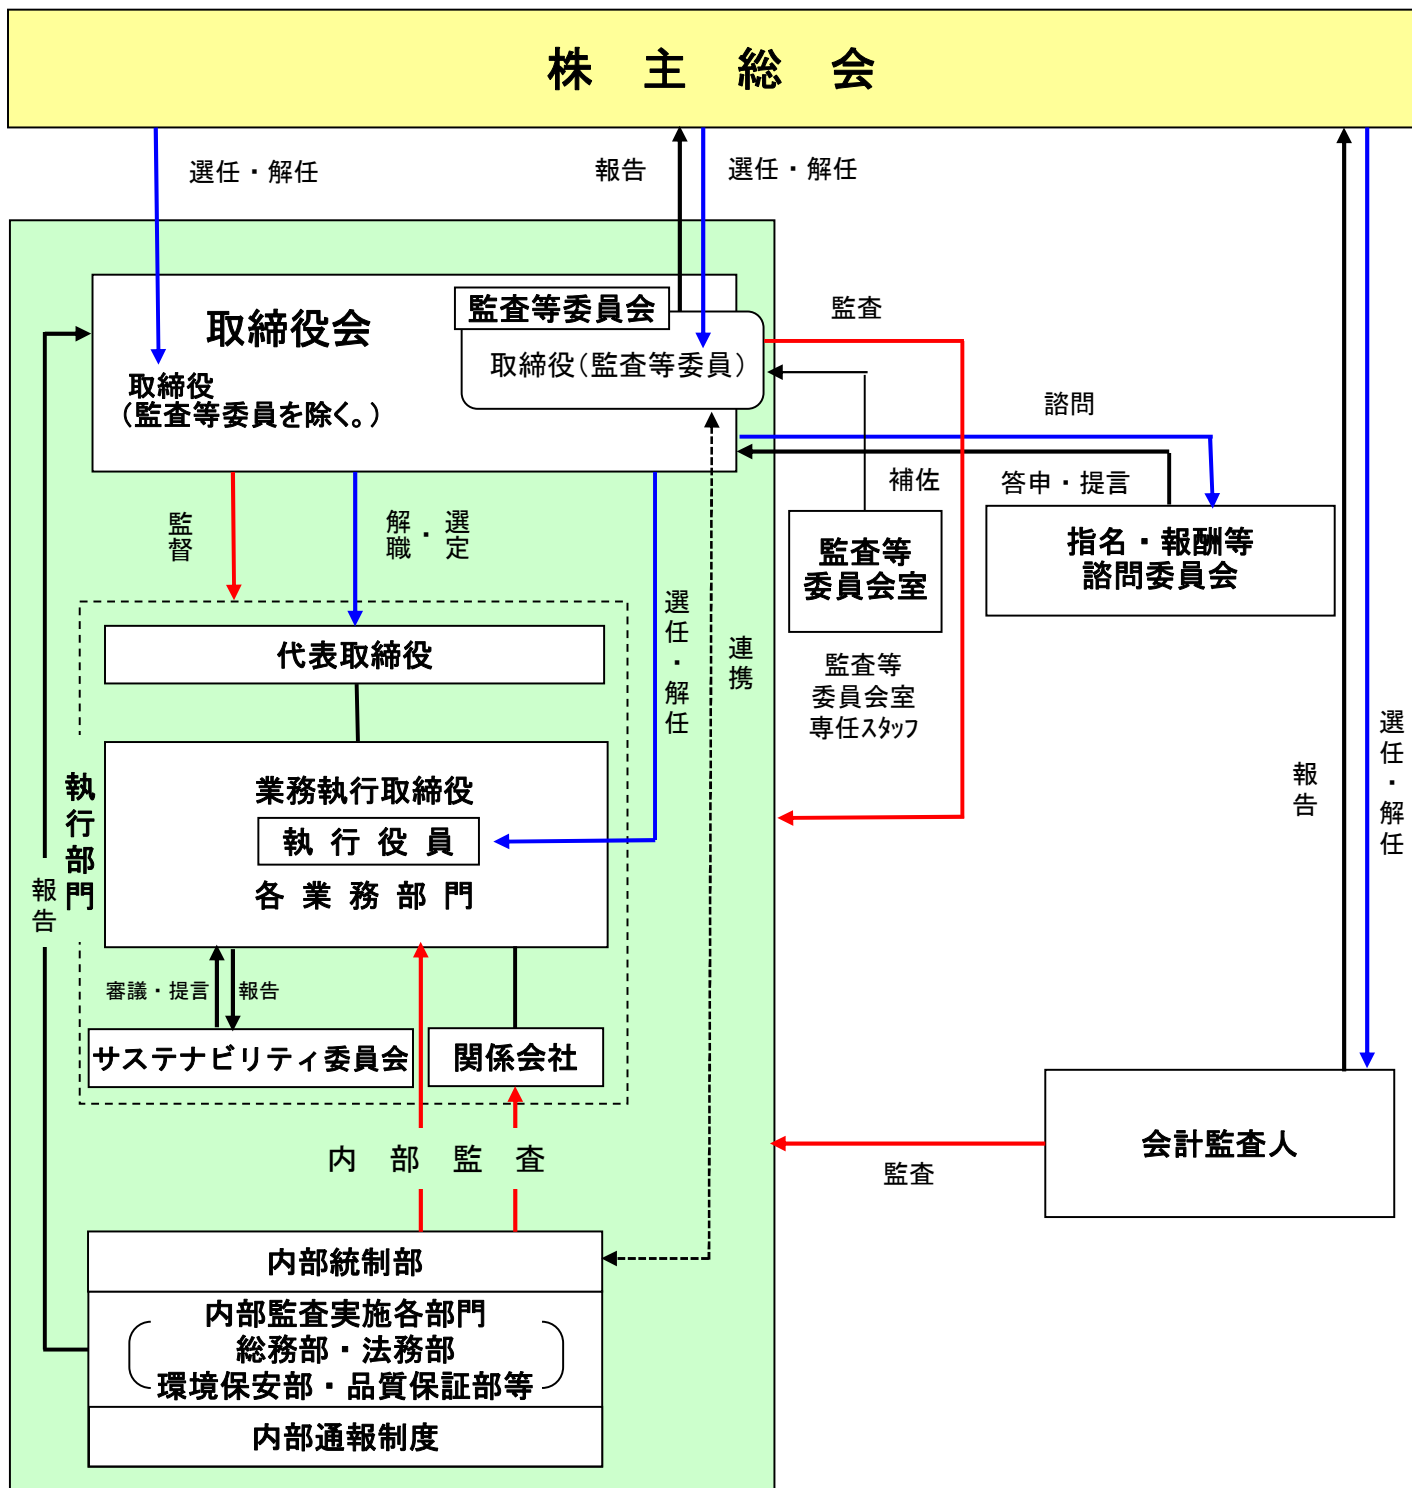 株　主　総　会
選任・解任
報告
選任・解任
取締役会
監査等委員会
取締役(監査等委員)
取締役
(監査等委員を除く。)
監査
諮問
補佐
答申・提言
監督
解職・選定
監査等
委員会室
指名・報酬等
諮問委員会
選任・解任
連携
監査等
委員会室
専任スタッフ
代表取締役
執行部門
業務執行取締役
執 行 役 員
各 業 務 部 門
報告
報告
選任・解任
審議・提言
報告
サステナビリティ委員会
関係会社
内　部　監　査
会計監査人
監査
内部統制部
内部監査実施各部門
総務部・法務部
環境保安部・品質保証部等
内部通報制度